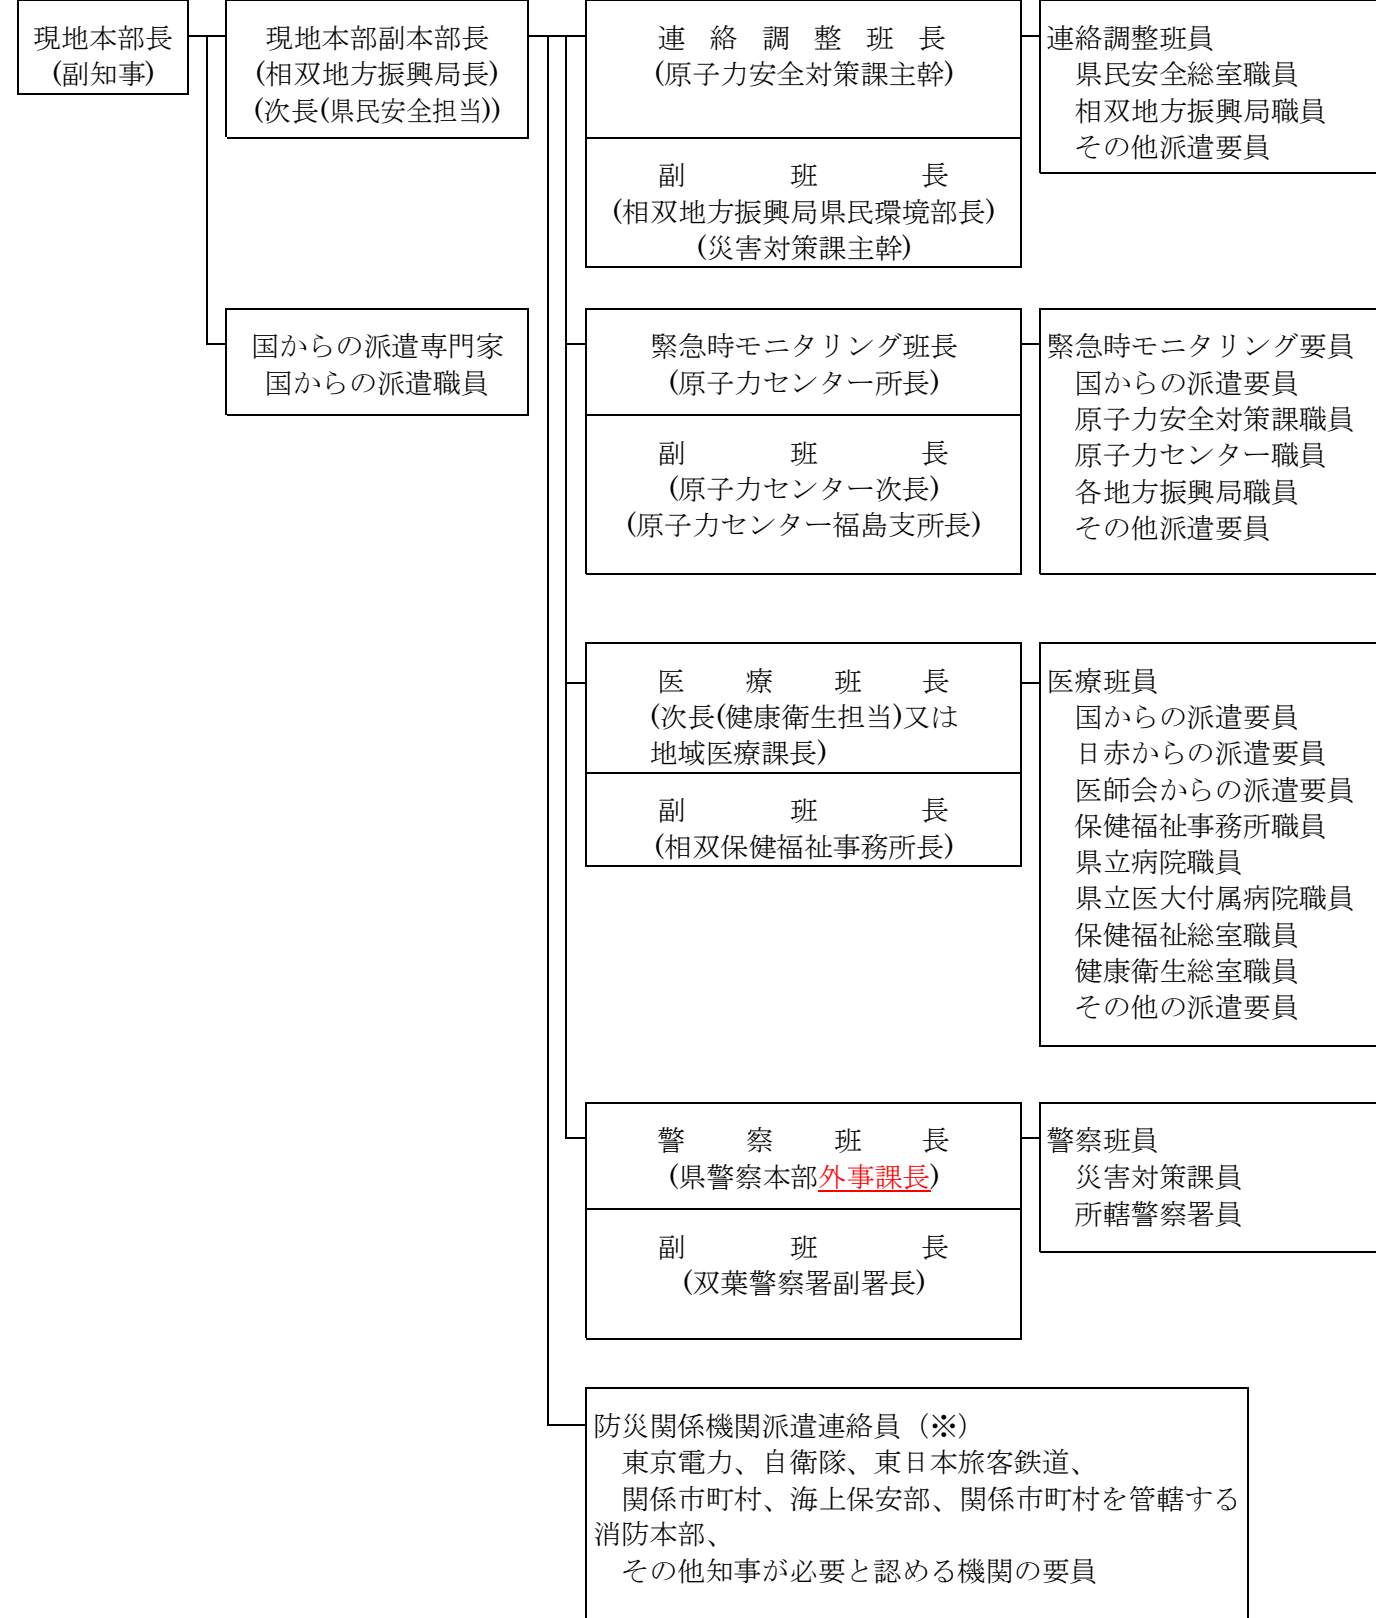 現地本部長
(副知事)
現地本部副本部長
(相双地方振興局長)
(次長(県民安全担当))
国からの派遣専門家
国からの派遣職員
連絡調整班長
(原子力安全対策課主幹)
副班長
(相双地方振興局県民環境部長)
(災害対策課主幹)
連絡調整班員
県民安全総室職員
相双地方振興局職員
その他派遣要員
緊急時モニタリング班長
(原子力センター所長)
副班長
(原子力センター次長)
(原子力センター福島支所長)
緊急時モニタリング要員
国からの派遣要員
原子力安全対策課職員
原子力センター職員
各地方振興局職員
その他派遣要員
医療班長
(次長(健康衛生担当)又は
地域医療課長)
副班長
(相双保健福祉事務所長)
医療班員
国からの派遣要員
日赤からの派遣要員
医師会からの派遣要員
保健福祉事務所職員
県立病院職員
県立医大付属病院職員
保健福祉総室職員
健康衛生総室職員
その他の派遣要員
警察班長
(県警察本部外事課長)
副班長
(双葉警察署副署長)
警察班員
災害対策課員
所轄警察署員
防災関係機関派遣連絡員（※）
東京電力、自衛隊、東日本旅客鉄道、
関係市町村、海上保安部、関係市町村を管轄する
消防本部、
その他知事が必要と認める機関の要員